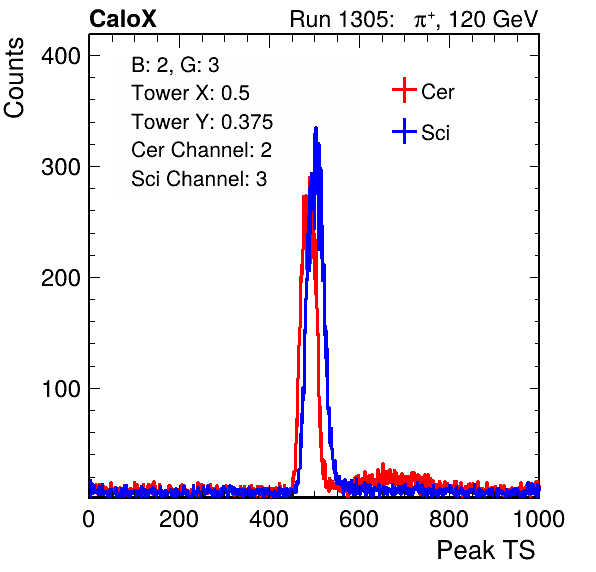 CaloX Run 1305: π⁺, 120 GeV
Counts
400
300
200
100
B: 2, G: 3
Tower X: 0.5
Tower Y: 0.375
Cer Channel: 2
Sci Channel: 3
Cer
Sci
0 200 400 600 800 1000
Peak TS